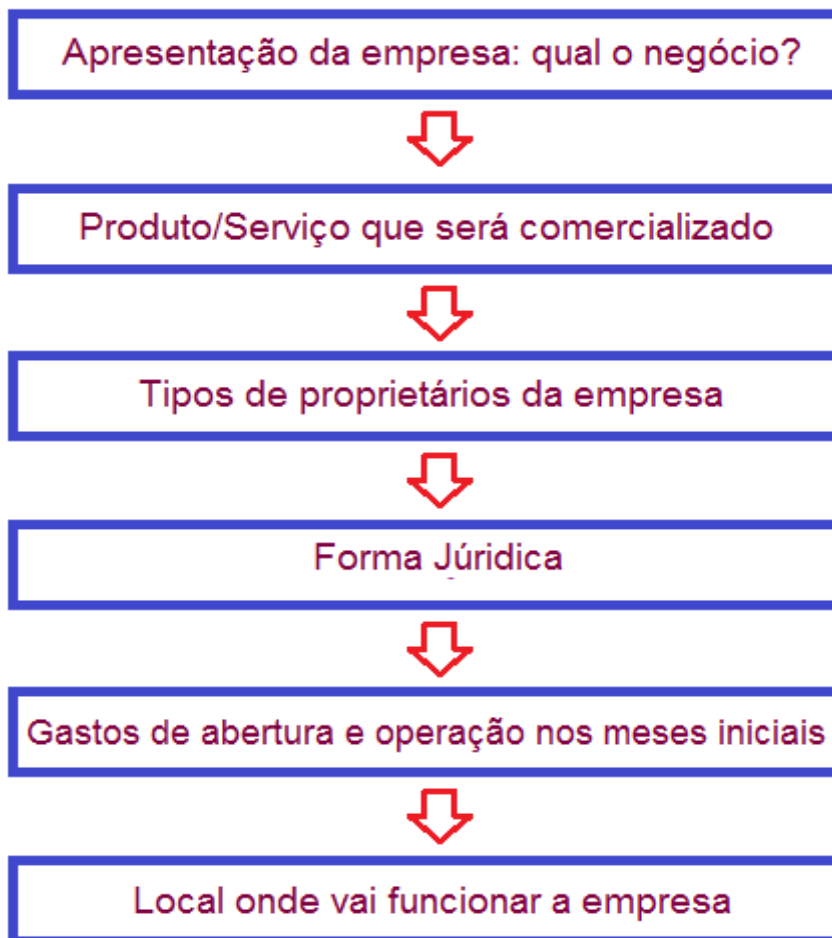 Apresentação da empresa: qual o negócio?
Produto/Serviço que será comercializado
Tipos de proprietários da empresa
Forma Júridica
Gastos de abertura e operação nos meses iniciais
Local onde vai funcionar a empresa